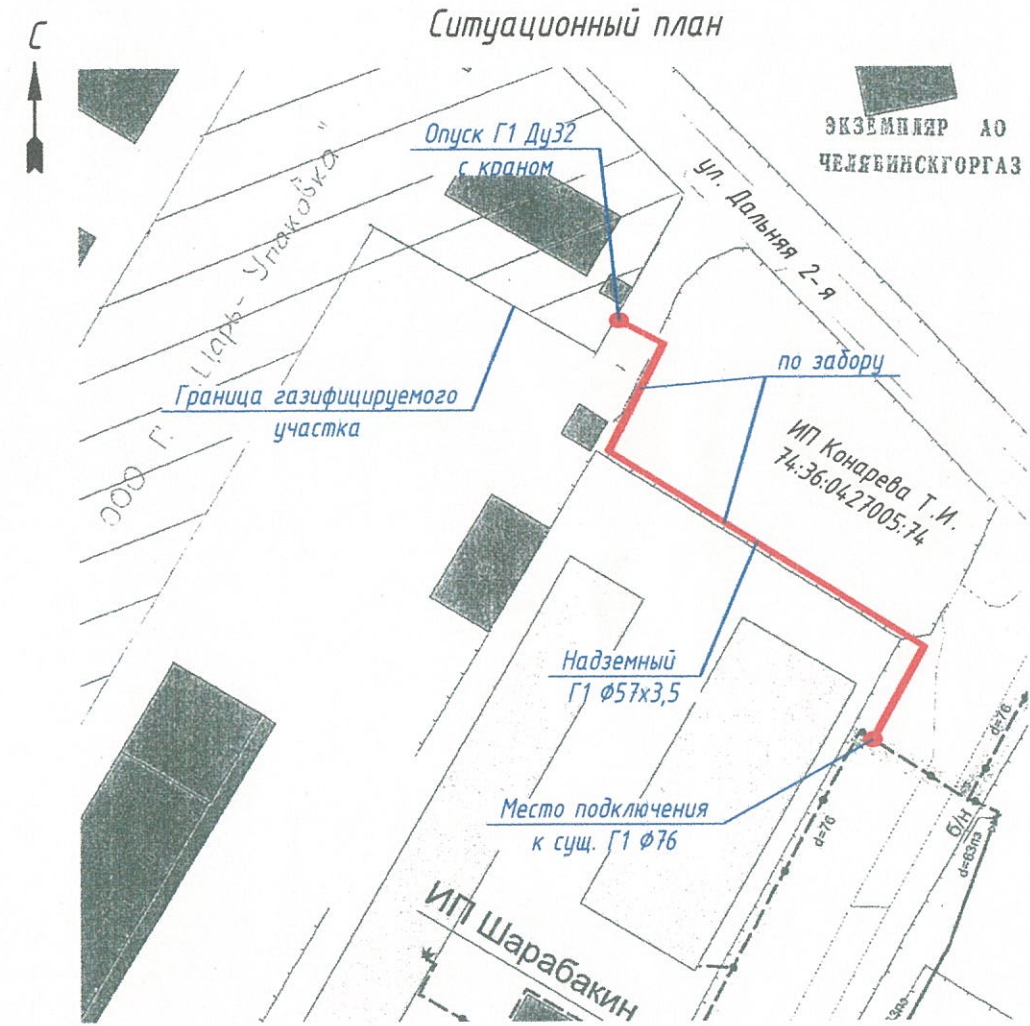 Ситуационный план
С
ЭКЗЕМПЛЯР АО
ЧЕЛЯБИНСКГОРГАЗ
Опуск Г1 Ду32
с краном
ул. Дальняя 2-я
ООО Г. Царь- Упаковка"
по забору
Граница газифицируемого
участка
ИП Конарева Т.И.
74:36:0427005:74
Надземный
Г1 Ф57х3,5
d=76
Место подключения
к сущ. Г1 Ф76
d=76
б/н
d=63пэ
ИП Шарабакин